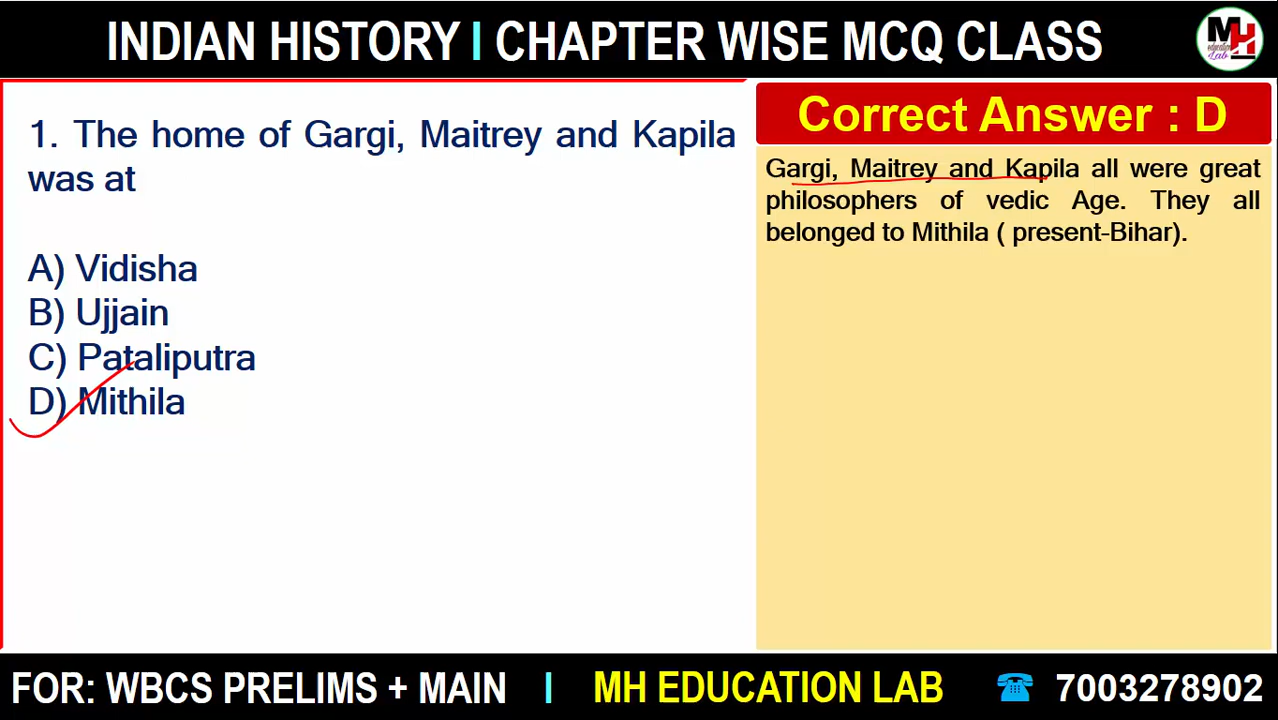 INDIAN HISTORY I CHAPTER WISE MCQ CLASS
MH
education
Lab
1. The home of Gargi, Maitrey and Kapila
was at
A) Vidisha
B) Ujjain
C) Pataliputra
D) Mithila
Correct Answer : D
Gargi, Maitrey and Kapila all were great
philosophers of vedic Age. They all
belonged to Mithila ( present-Bihar).
FOR: WBCS PRELIMS + MAIN I MH EDUCATION LAB ☎ 7003278902